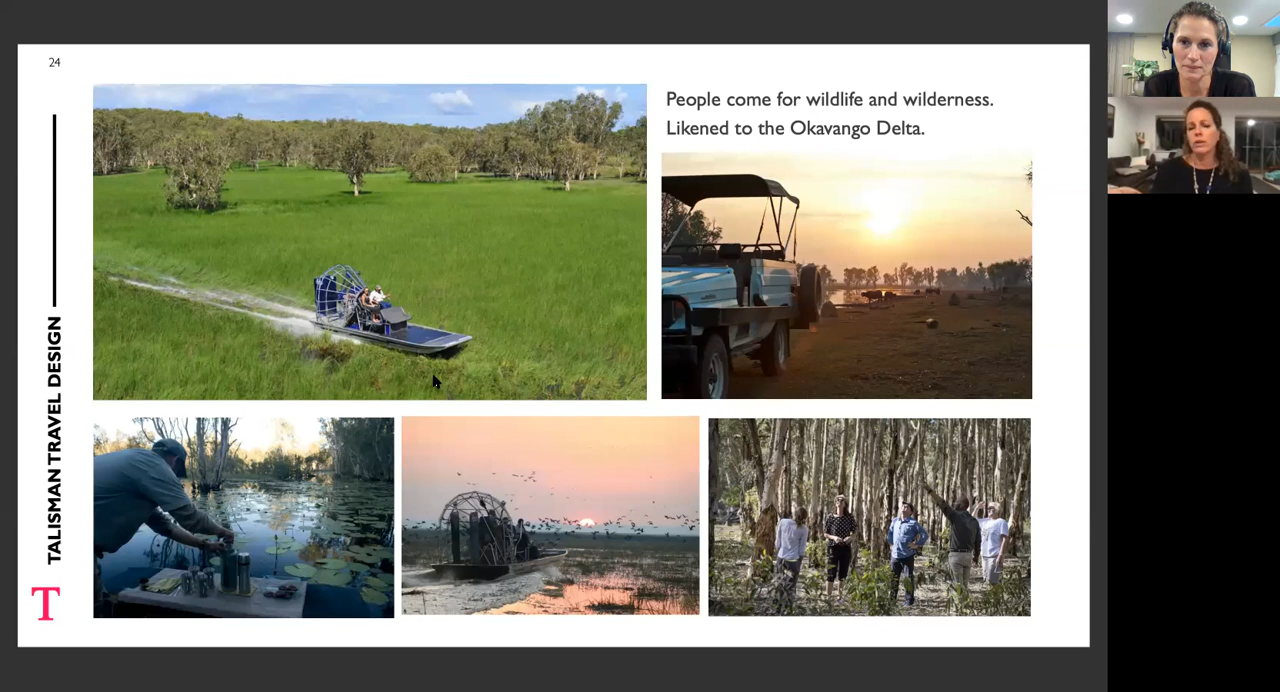 24
People come for wildlife and wilderness.
Likened to the Okavango Delta.
TALISMAN TRAVEL DESIGN
T